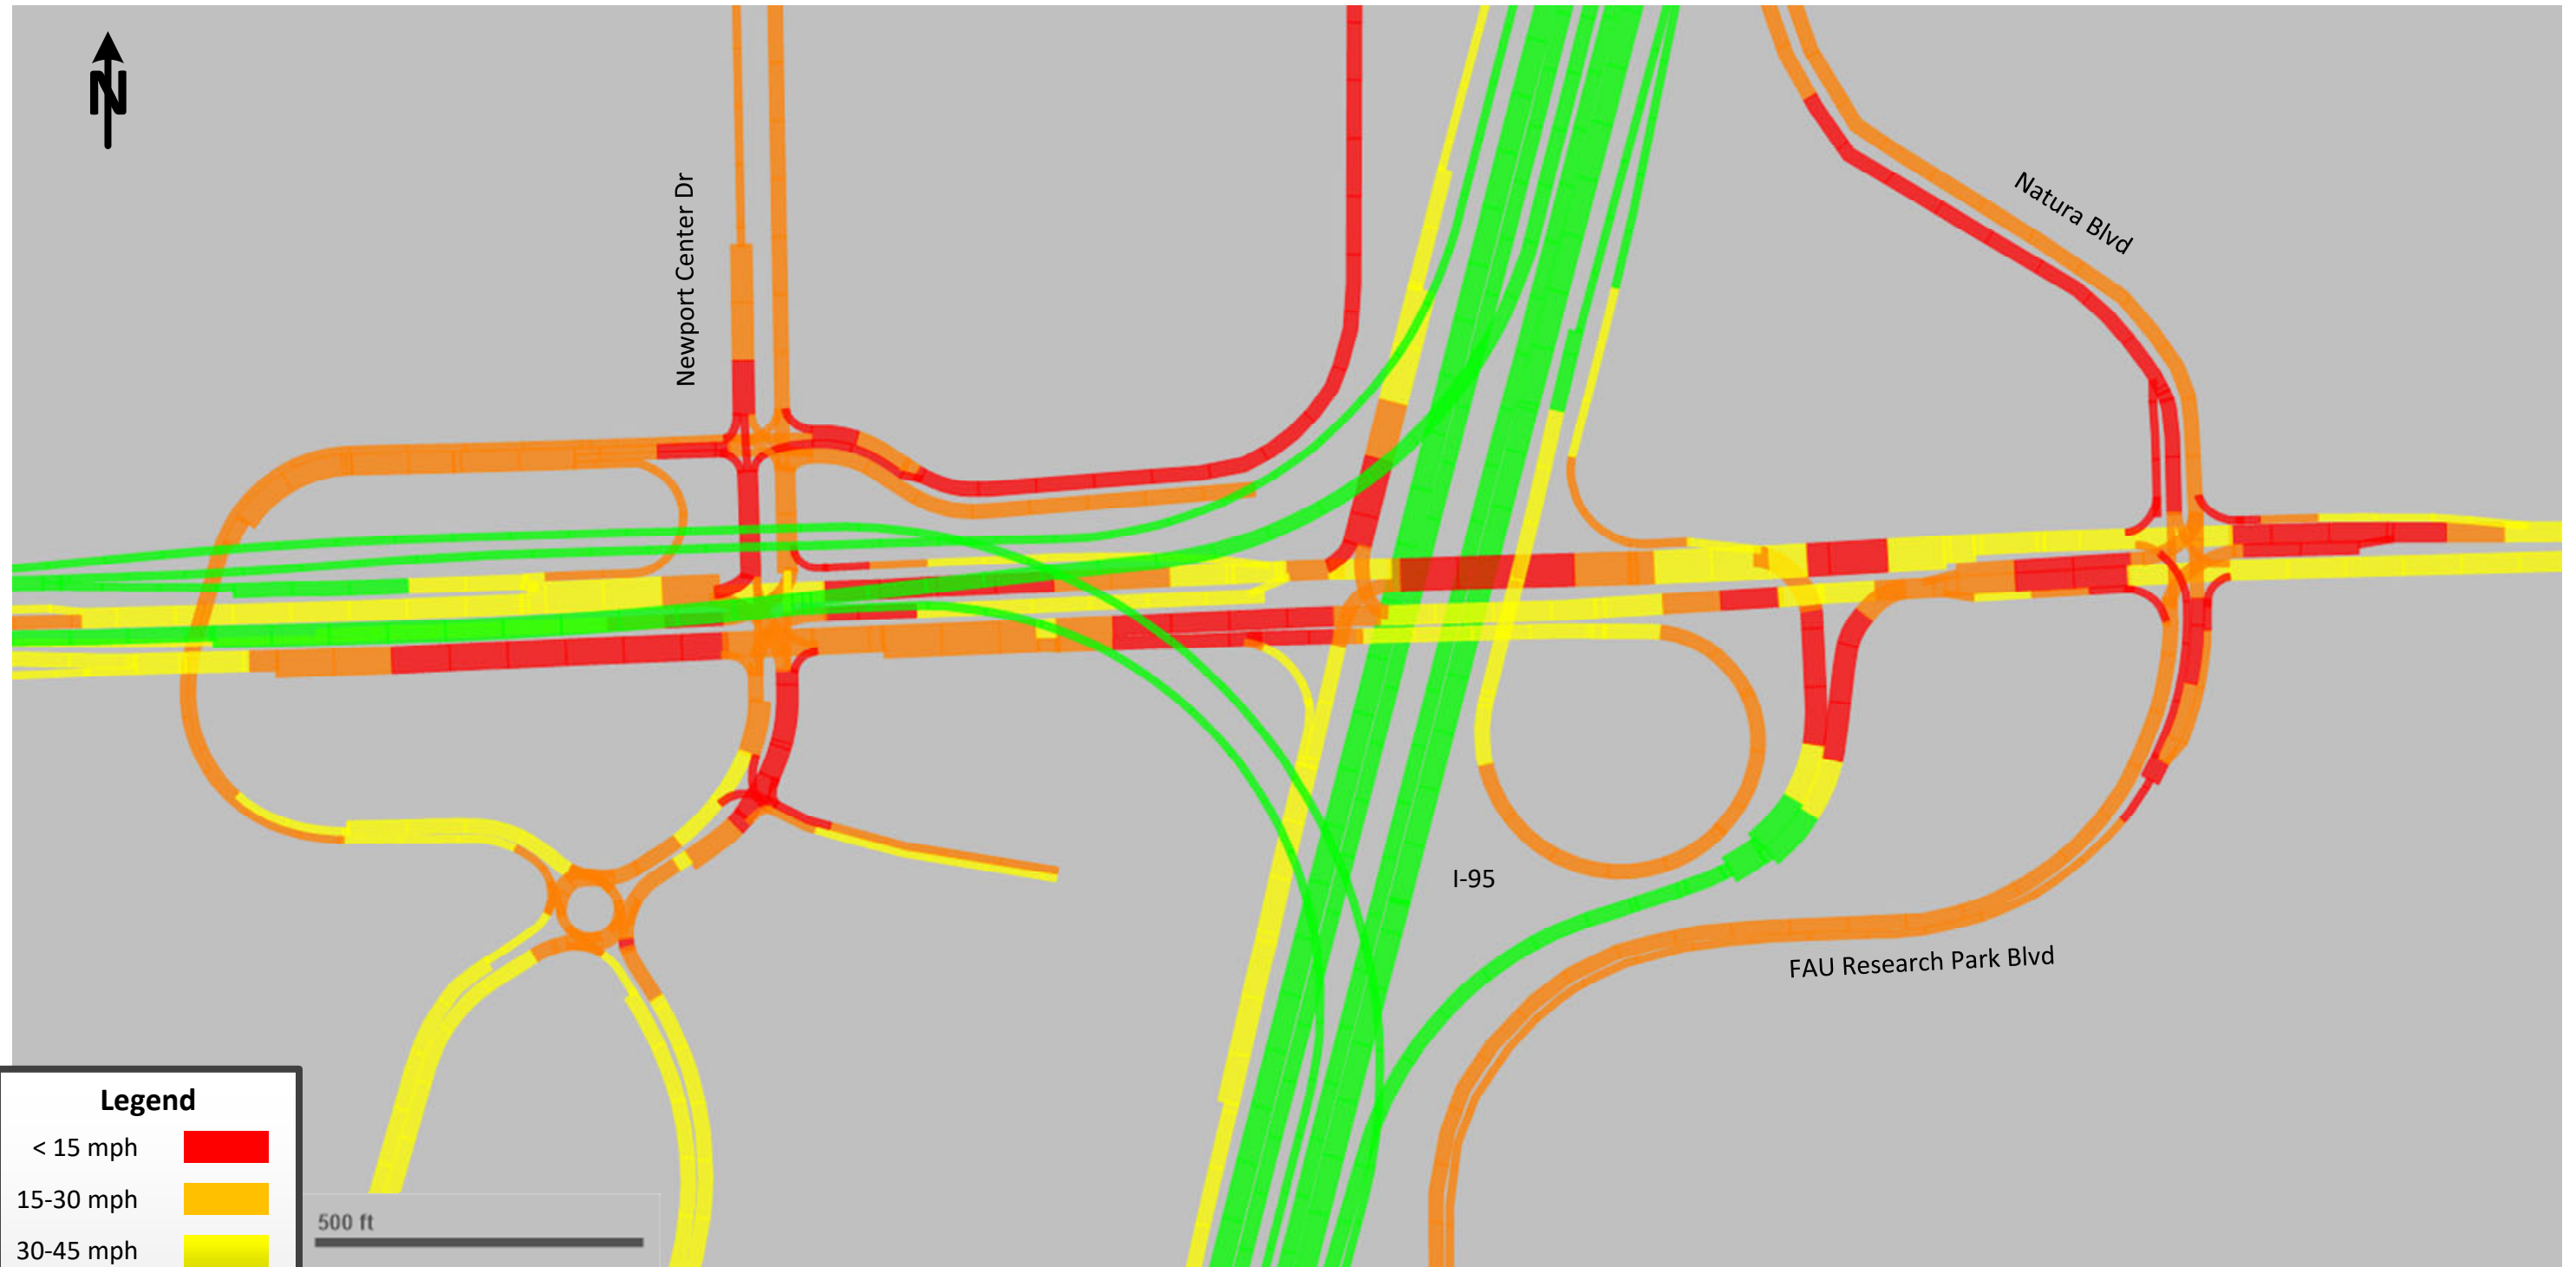 N
Newport Center Dr
Natura Blvd
I-95
FAU Research Park Blvd
Legend
< 15 mph
15-30 mph
30-45 mph
500 ft